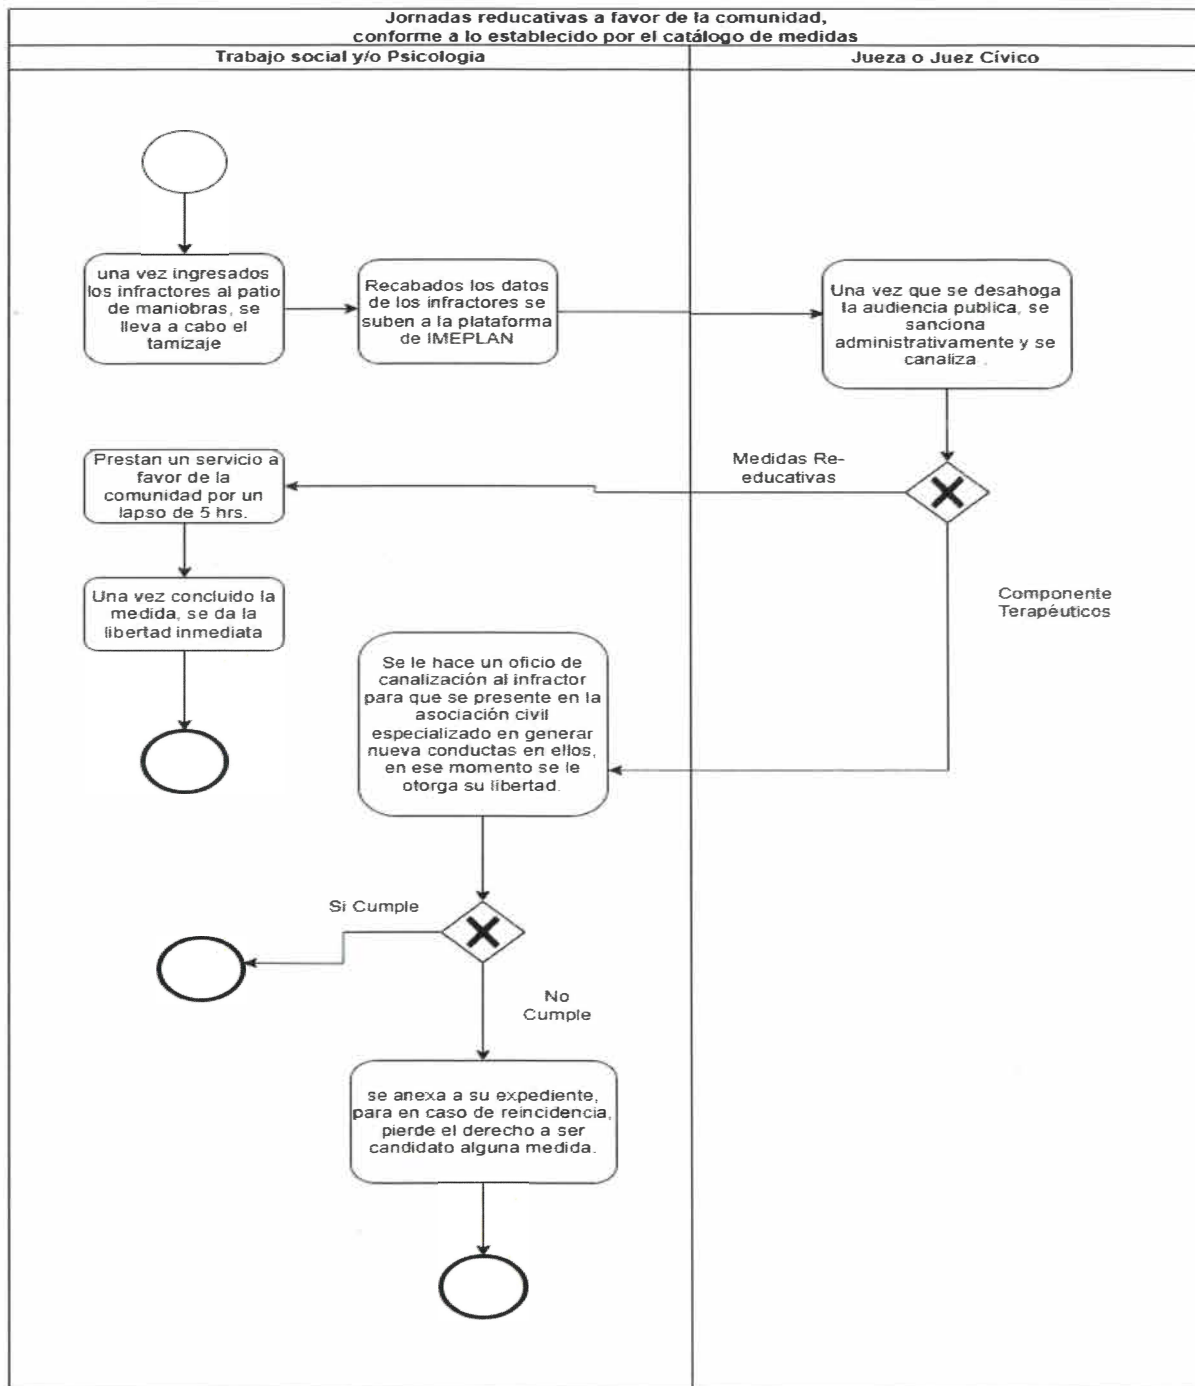 Jornadas reducativas a favor de la comunidad,
conforme a lo establecido por el catálogo de medidas
Trabajo social y/o Psicologia
Jueza o Juez Cívico
una vez ingresados
los infractores al patio
de maniobras, se
lleva a cabo el
tamizaje
Recabados los datos
de los infractores se
suben a la plataforma
de IMEPLAN
Una vez que se desahoga
la audiencia publica, se
sanciona
administrativamente y se
canaliza .
Medidas Re-
educativas
Prestan un servicio a
favor de la
comunidad por un
lapso de 5 hrs.
Una vez concluido la
medida, se da la
libertad inmediata
Componente
Terapéuticos
Se le hace un oficio de
canalización al infractor
para que se presente en la
asociación civil
especializado en generar
nueva conductas en ellos,
en ese momento se le
otorga su libertad.
Si Cumple
No
Cumple
se anexa a su expediente,
para en caso de reincidencia,
pierde el derecho a ser
candidato alguna medida.